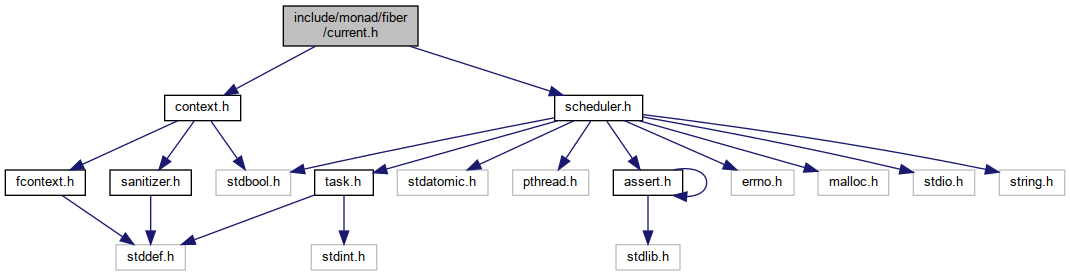 include/monad/fiber
/current.h
context.h
scheduler.h
fcontext.h
sanitizer.h
stdbool.h
task.h
stdatomic.h
pthread.h
assert.h
errno.h
malloc.h
stdio.h
string.h
stddef.h
stdint.h
stdlib.h